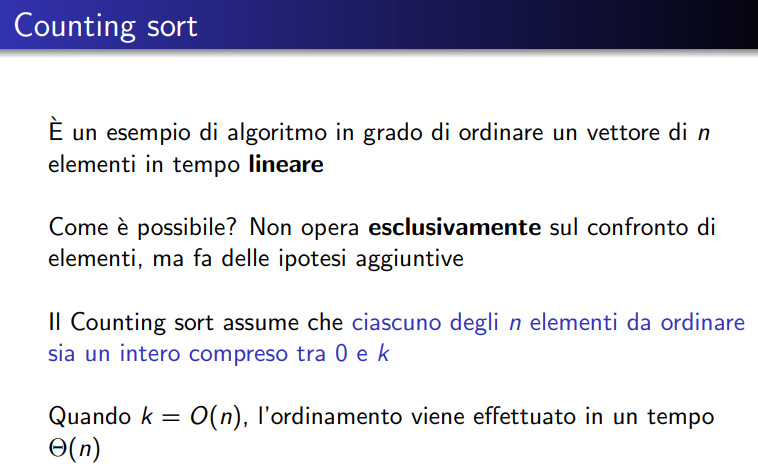 Counting sort
È un esempio di algoritmo in grado di ordinare un vettore di n
elementi in tempo lineare
Come è possibile? Non opera esclusivamente sul confronto di
elementi, ma fa delle ipotesi aggiuntive
Il Counting sort assume che ciascuno degli n elementi da ordinare
sia un intero compreso tra 0 e k
Quando k = O(n), l'ordinamento viene effettuato in un tempo
Θ(n)